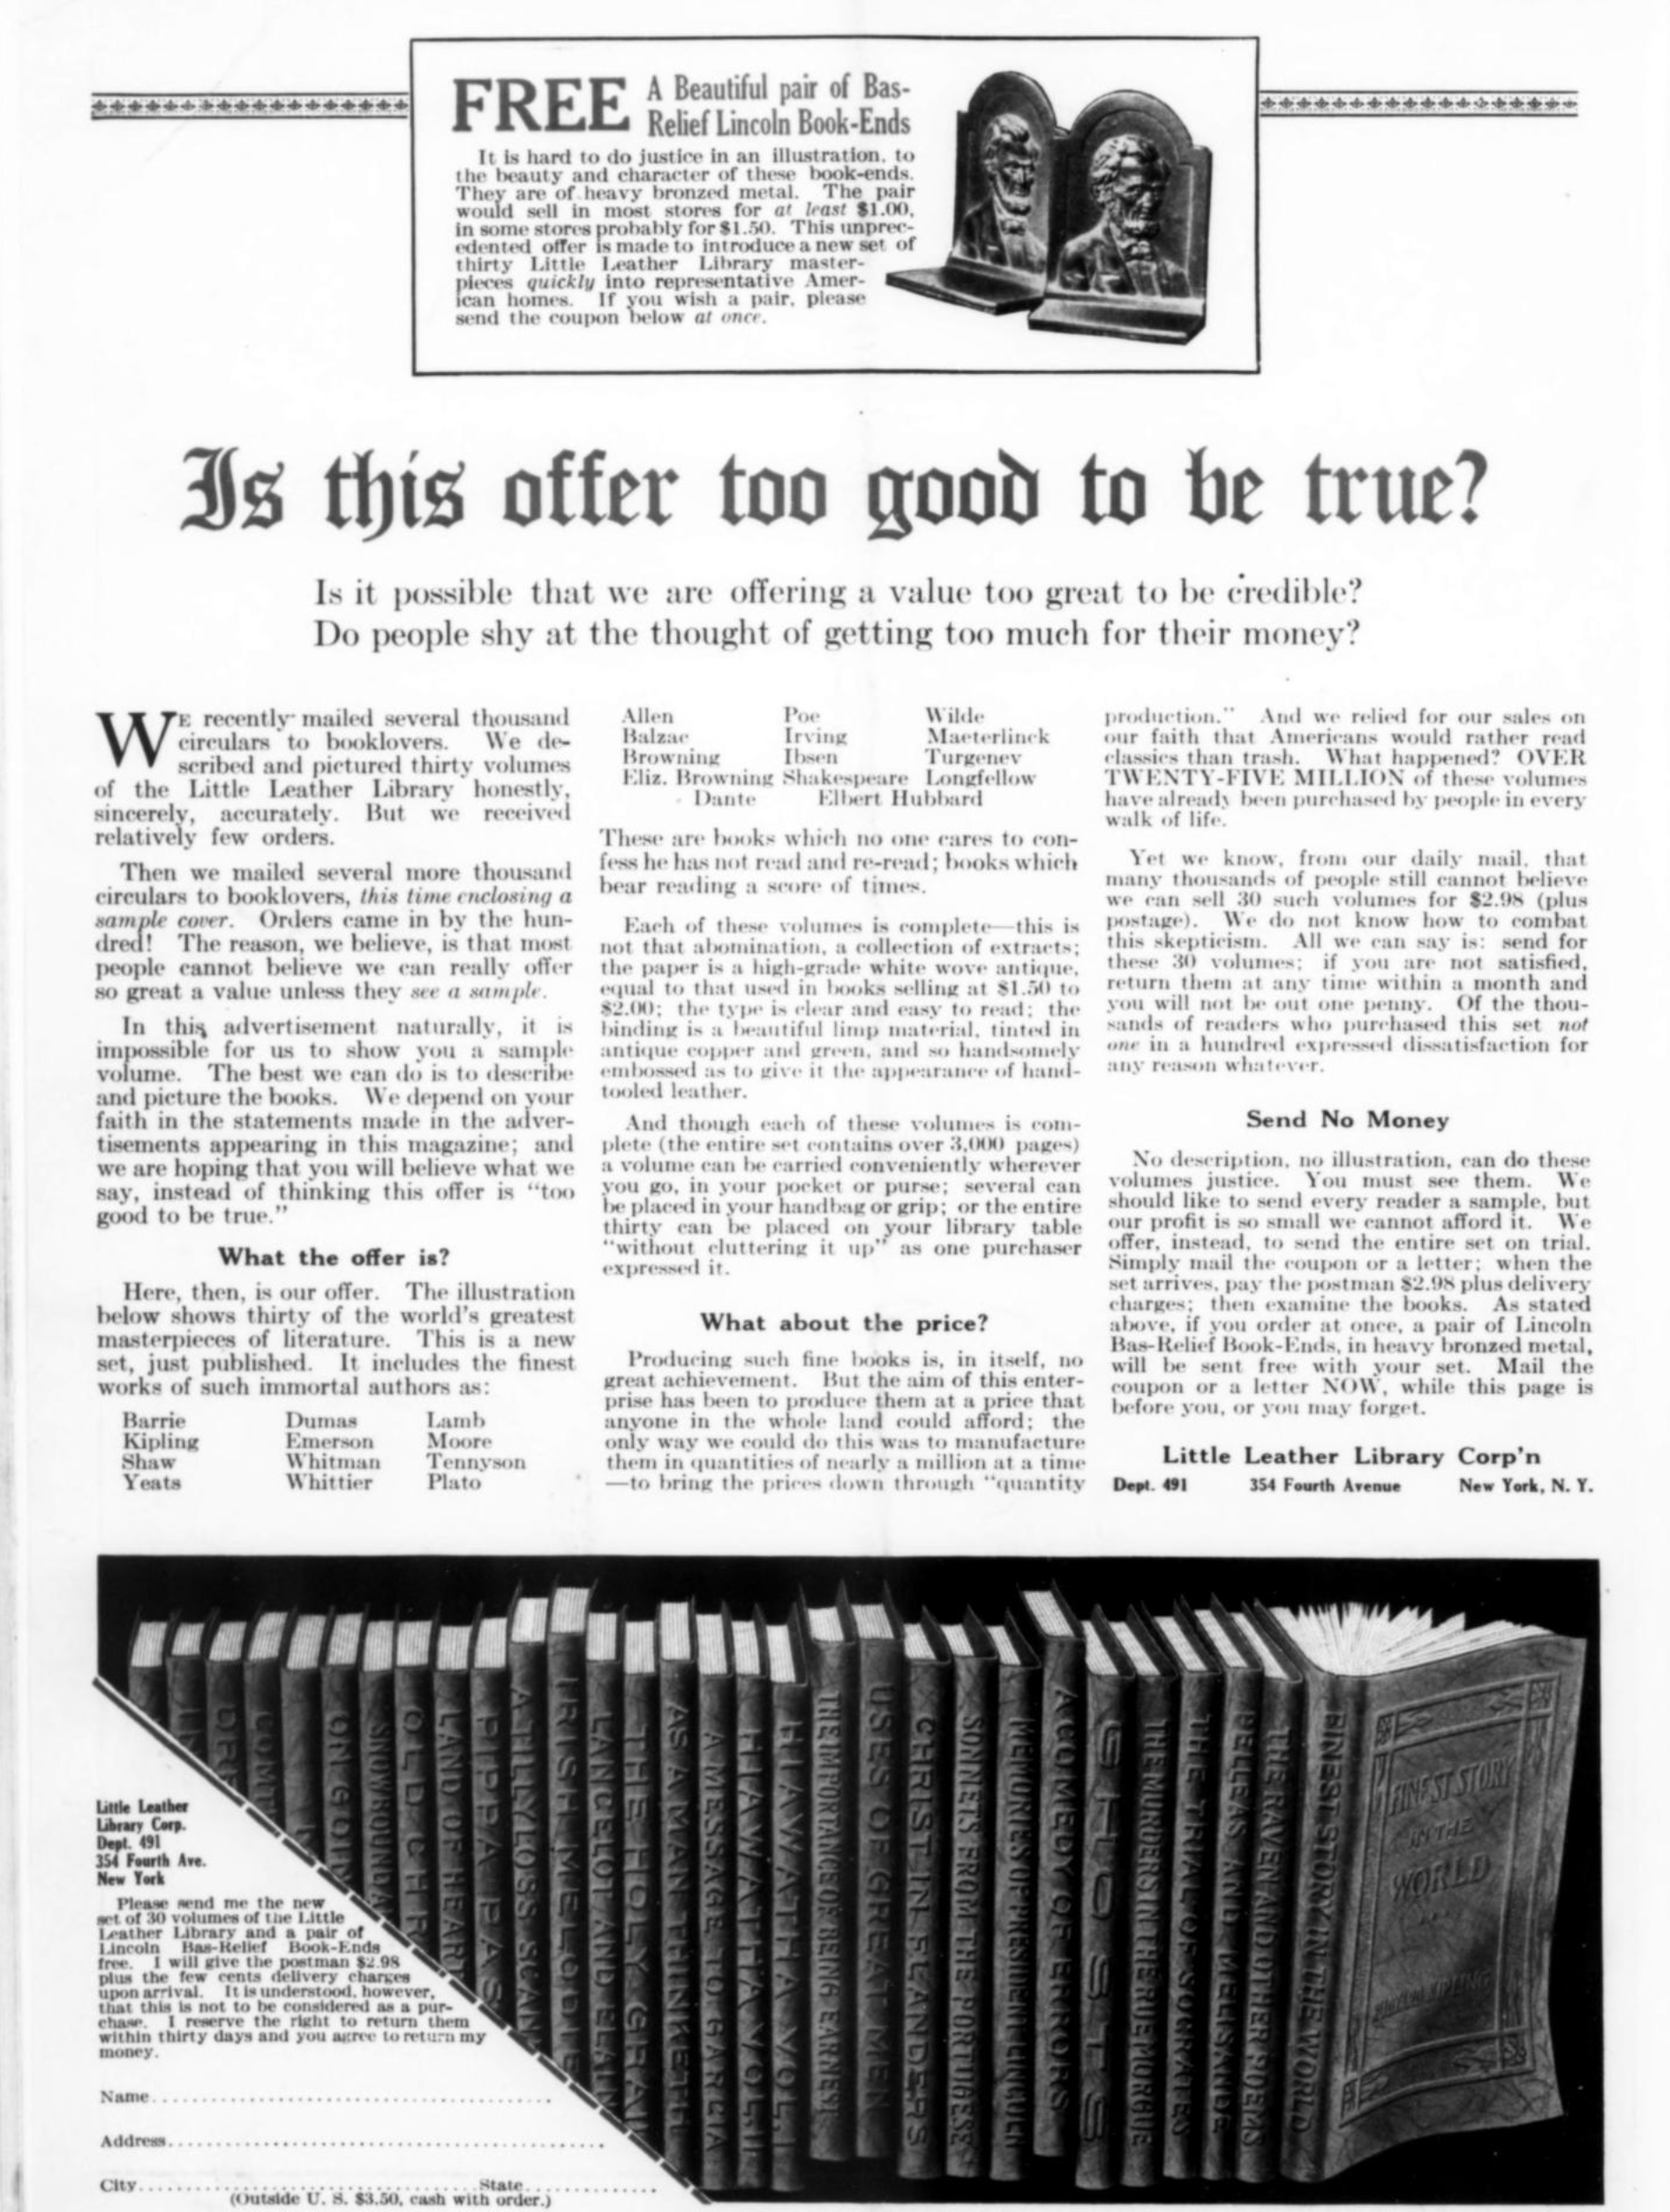 FREE
A Beautiful pair of Bas-
Relief Lincoln Book-Ends
It is hard to do justice in an illustration, to
the beauty and character of these book-ends.
They are of heavy bronzed metal. The pair
would sell in most stores for at least $1.00,
in some stores probably for $1.50. This unprec-
edented offer is made to introduce a new set of
thirty Little Leather Library master-
pieces quickly into representative Amer-
ican homes. If you wish a pair, please
send the coupon below at once.
Is this offer too good to be true?
Is it possible that we are offering a value too great to be credible?
Do people shy at the thought of getting too much for their money?
WE recently mailed several thousand
circulars to booklovers. We de-
scribed and pictured thirty volumes
of the Little Leather Library honestly,
sincerely, accurately. But we received
relatively few orders.
Then we mailed several more thousand
circulars to booklovers, this time enclosing a
sample cover. Orders came in by the hun-
dred! The reason, we believe, is that most
people cannot believe we can really offer
so great a value unless they see a sample.
In this advertisement naturally, it is
impossible for us to show you a sample
volume. The best we can do is to describe
and picture the books. We depend on your
faith in the statements made in the adver-
tisements appearing in this magazine; and
we are hoping that you will believe what we
say, instead of thinking this offer is "too
good to be true."
What the offer is?
Here, then, is our offer. The illustration
below shows thirty of the world's greatest
masterpieces of literature. This is a new
set, just published. It includes the finest
works of such immortal authors as:
Barrie Dumas Lamb
Kipling Emerson Moore
Shaw Whitman Tennyson
Yeats Whittier Plato
Allen Poe Wilde
Balzac Irving Maeterlinck
Browning Ibsen Turgenev
Eliz. Browning Shakespeare Longfellow
Dante Elbert Hubbard
These are books which no one cares to con-
fess he has not read and re-read; books which
bear reading a score of times.
Each of these volumes is complete—this is
not that abomination, a collection of extracts;
the paper is a high-grade white wove antique,
equal to that used in books selling at $1.50 to
$2.00; the type is clear and easy to read; the
binding is a beautiful limp material, tinted in
antique copper and green, and so handsomely
embossed as to give it the appearance of hand-
tooled leather.
And though each of these volumes is com-
plete (the entire set contains over 3,000 pages)
a volume can be carried conveniently wherever
you go, in your pocket or purse; several can
be placed in your handbag or grip; or the entire
thirty can be placed on your library table
"without cluttering it up" as one purchaser
expressed it.
What about the price?
Producing such fine books is, in itself, no
great achievement. But the aim of this enter-
prise has been to produce them at a price that
anyone in the whole land could afford; the
only way we could do this was to manufacture
them in quantities of nearly a million at a time
—to bring the prices down through "quantity
production." And we relied for our sales on
our faith that Americans would rather read
classics than trash. What happened? OVER
TWENTY-FIVE MILLION of these volumes
have already been purchased by people in every
walk of life.
Yet we know, from our daily mail, that
many thousands of people still cannot believe
we can sell 30 such volumes for $2.98 (plus
postage). We do not know how to combat
this skepticism. All we can say is: send for
these 30 volumes; if you are not satisfied,
return them at any time within a month and
you will not be out one penny. Of the thou-
sands of readers who purchased this set not
one in a hundred expressed dissatisfaction for
any reason whatever.
Send No Money
No description, no illustration, can do these
volumes justice. You must see them. We
should like to send every reader a sample, but
our profit is so small we cannot afford it. We
offer, instead, to send the entire set on trial.
Simply mail the coupon or a letter; when the
set arrives, pay the postman $2.98 plus delivery
charges; then examine the books. As stated
above, if you order at once, a pair of Lincoln
Bas-Relief Book-Ends, in heavy bronzed metal,
will be sent free with your set. Mail the
coupon or a letter NOW, while this page is
before you, or you may forget.
Little Leather Library Corp'n
Dept. 491 354 Fourth Avenue New York, N. Y.
ON GOIN
SNOWBOUND
OLD CHR
LAND OF HEART
PIPPA PAS
A TILLYLOSS SCAN
IRISH MELODIE
LANCELOT AND ELAIN
THE HOLY GRAI
AS A MAN THINKETH
A MESSAGE TO GARCIA
HIAWATHA VOL.II
HIAWATHA VOL.I
THE IMPORTANCE OF BEING EARNEST
USES OF GREAT MEN
CHRIST IN FLANDERS
SONNETS FROM THE PORTUGESE
MEMORIES OF PRESIDENT LINCOLN
A COMEDY OF ERRORS
GHOSTS
THE MURDERS IN THE RUE MORGUE
THE TRIAL OF SOCRATES
PELLEAS AND MELISANDE
THE RAVEN AND OTHER POEMS
FINEST STORY IN THE WORLD
FINEST STORY
IN THE
WORLD
RUDYARD KIPLING
Little Leather
Library Corp.
Dept. 491
354 Fourth Ave.
New York
Please send me the new
set of 30 volumes of the Little
Leather Library and a pair of
Lincoln Bas-Relief Book-Ends
free. I will give the postman $2.98
plus the few cents delivery charges
upon arrival. It is understood, however,
that this is not to be considered as a pur-
chase. I reserve the right to return them
within thirty days and you agree to return my
money.
Name
Address
City State
(Outside U. S. $3.50, cash with order.)